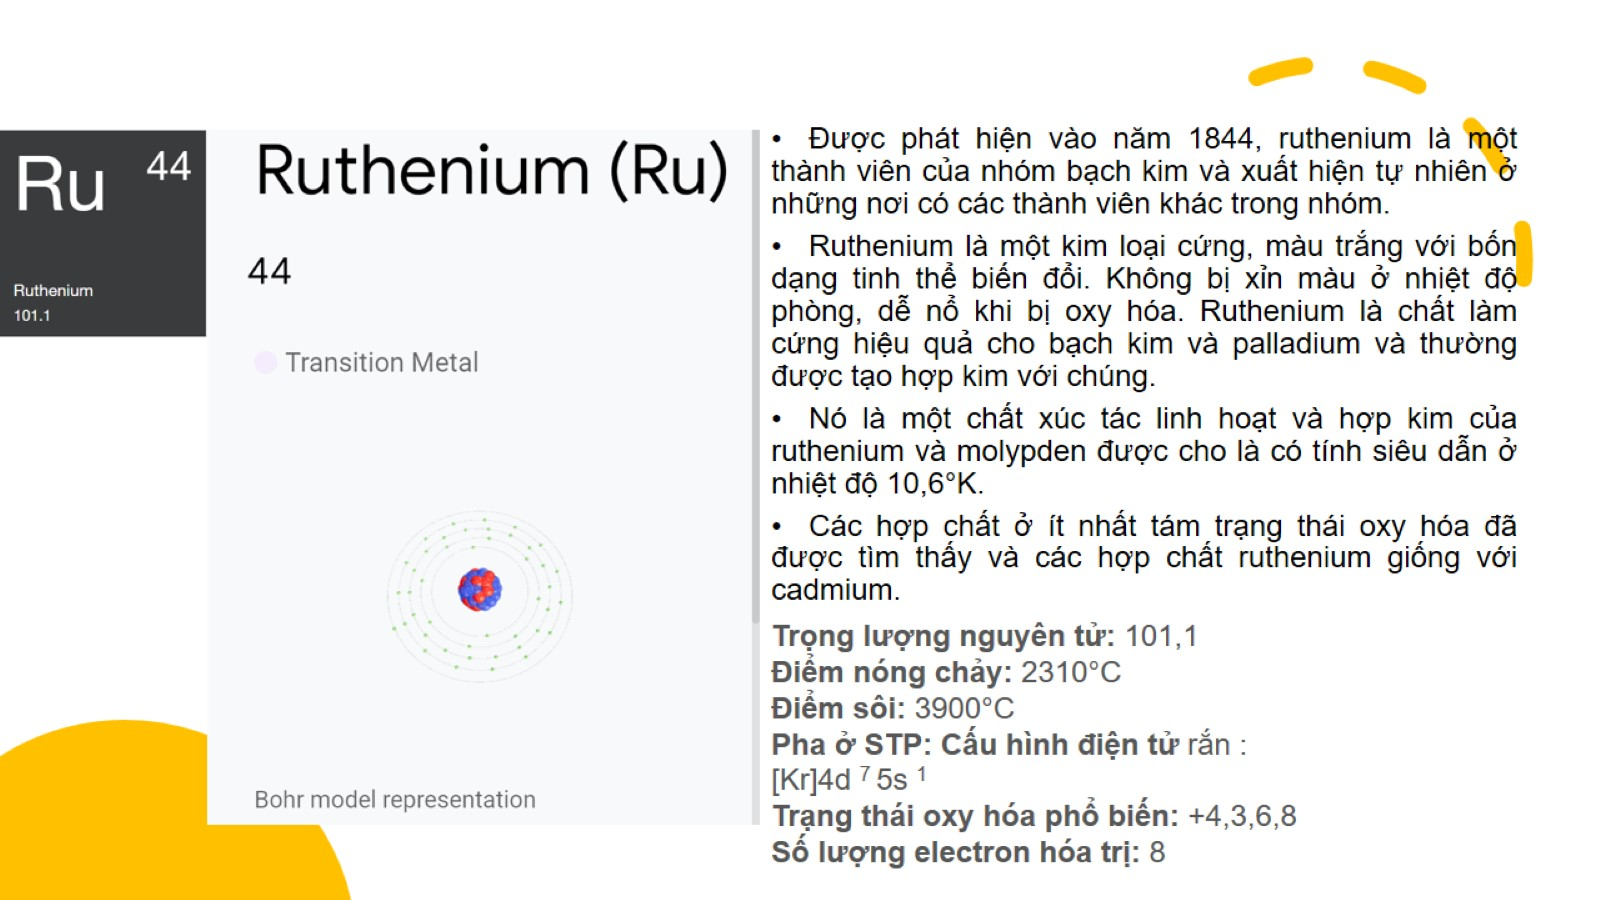 Ru 44
Ruthenium
101.1
Ruthenium (Ru)
44
Transition Metal
Bohr model representation
• Được phát hiện vào năm 1844, ruthenium là một
thành viên của nhóm bạch kim và xuất hiện tự nhiên ở
những nơi có các thành viên khác trong nhóm.
• Ruthenium là một kim loại cứng, màu trắng với bốn
dạng tinh thể biến đổi. Không bị xỉn màu ở nhiệt độ
phòng, dễ nổ khi bị oxy hóa. Ruthenium là chất làm
cứng hiệu quả cho bạch kim và palladium và thường
được tạo hợp kim với chúng.
• Nó là một chất xúc tác linh hoạt và hợp kim của
ruthenium và molypden được cho là có tính siêu dẫn ở
nhiệt độ 10,6°K.
• Các hợp chất ở ít nhất tám trạng thái oxy hóa đã
được tìm thấy và các hợp chất ruthenium giống với
cadmium.
Trọng lượng nguyên tử: 101,1
Điểm nóng chảy: 2310°C
Điểm sôi: 3900°C
Pha ở STP: Cấu hình điện tử rắn :
[Kr]4d ⁷ 5s ¹
Trạng thái oxy hóa phổ biến: +4,3,6,8
Số lượng electron hóa trị: 8